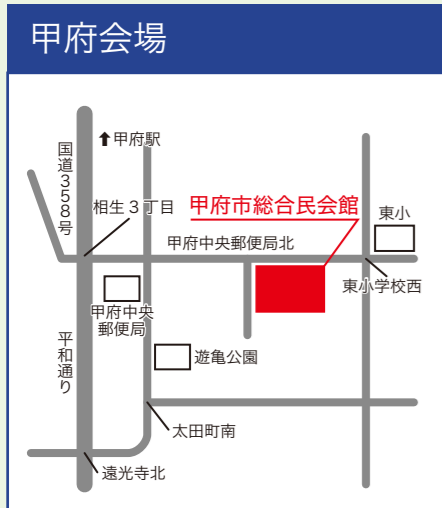 甲府会場
⬆甲府駅
国道358号
相生3丁目
甲府市総合民会館
東小
甲府中央郵便局北
東小学校西
甲府中央
郵便局
平和通り
遊亀公園
太田町南
遠光寺北